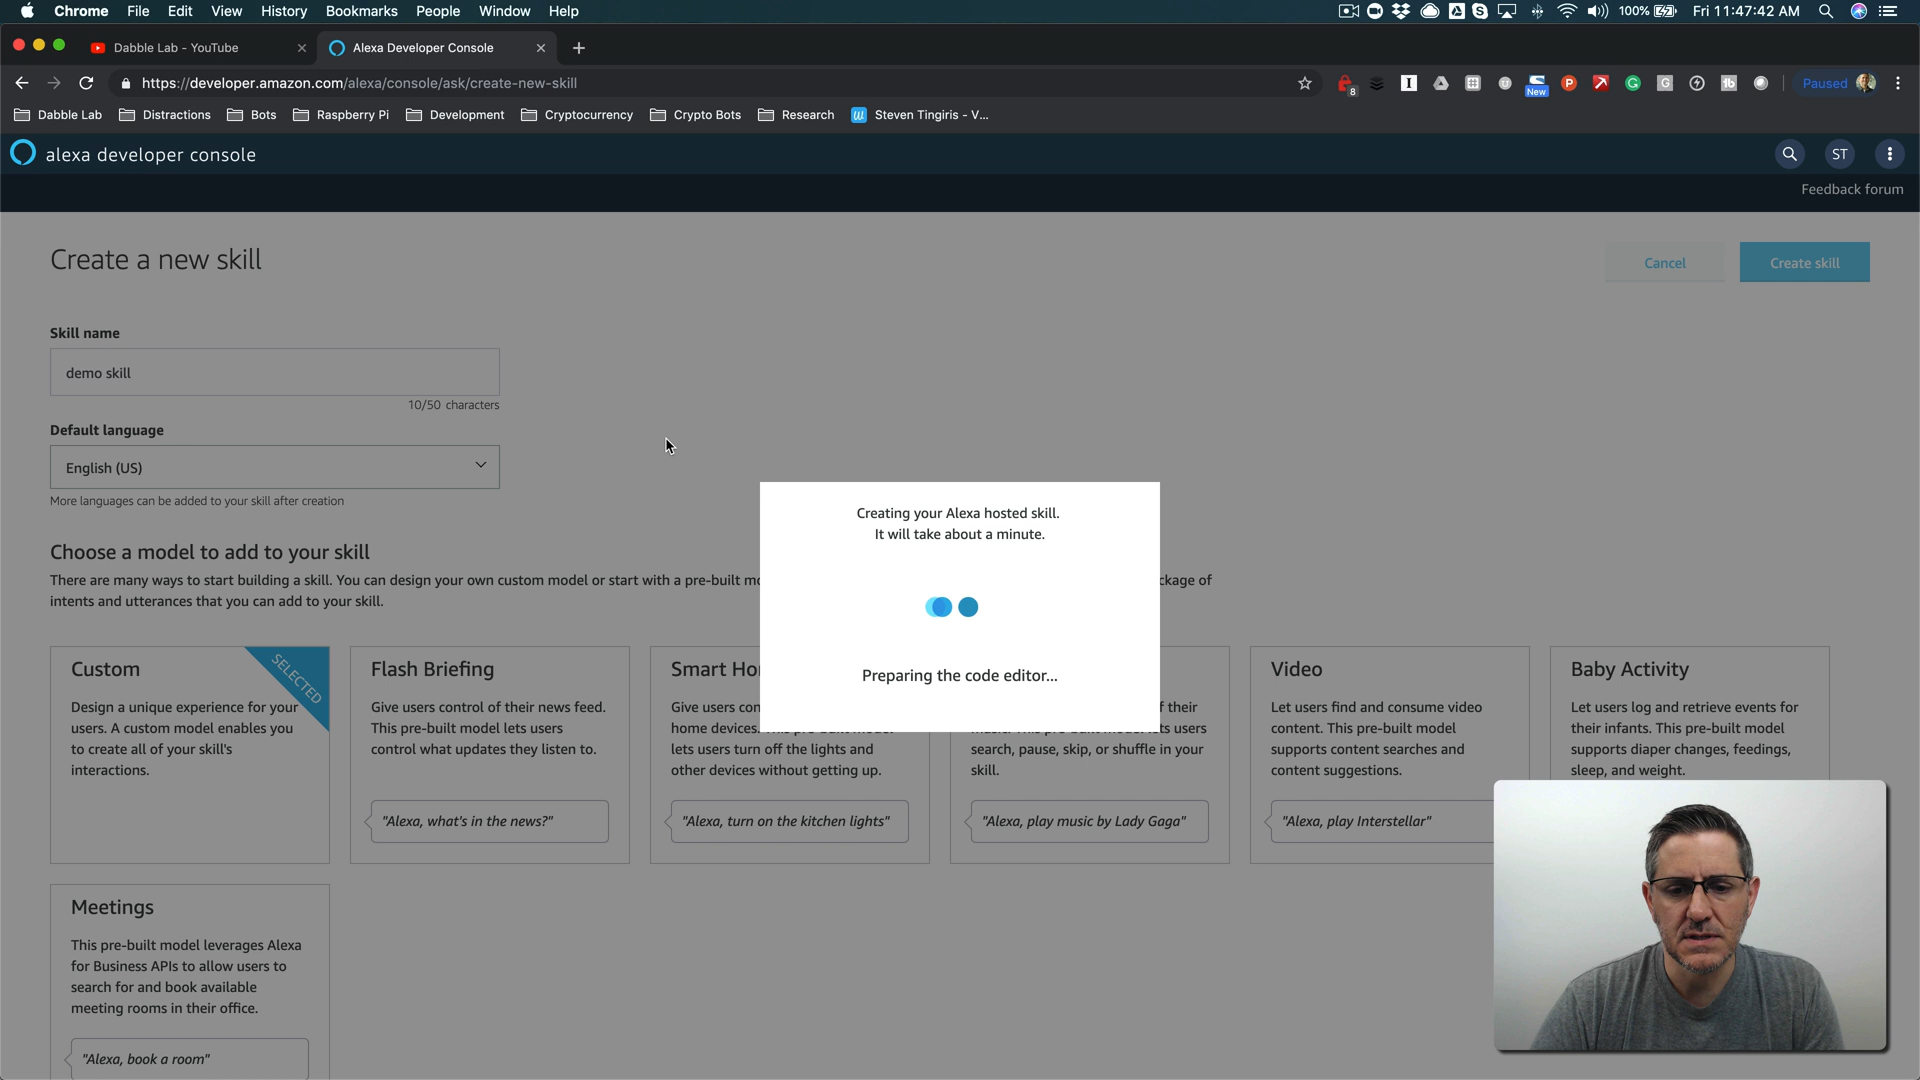 Chrome File Edit View History Bookmarks People Window Help
100% Fri 11:47:42 AM
Dabble Lab - YouTube
Alexa Developer Console
https://developer.amazon.com/alexa/console/ask/create-new-skill
8
New
Paused
Dabble Lab
Distractions
Bots
Raspberry Pi
Development
Cryptocurrency
Crypto Bots
Research
Steven Tingiris - V...
alexa developer console
ST
Feedback forum
Create a new skill
Cancel
Create skill
Skill name
demo skill
10/50 characters
Default language
English (US)
More languages can be added to your skill after creation
Creating your Alexa hosted skill.
It will take about a minute.
Preparing the code editor...
Choose a model to add to your skill
There are many ways to start building a skill. You can design your own custom model or start with a pre-built mo
ckage of
intents and utterances that you can add to your skill.
Custom
SELECTED
Design a unique experience for your
users. A custom model enables you
to create all of your skill's
interactions.
Flash Briefing
Give users control of their news feed.
This pre-built model lets users
control what updates they listen to.
"Alexa, what's in the news?"
Smart Ho
Give users con
home devices. This pre-built model
lets users turn off the lights and
other devices without getting up.
"Alexa, turn on the kitchen lights"
f their
music. This pre-built model lets users
search, pause, skip, or shuffle in your
skill.
"Alexa, play music by Lady Gaga"
Video
Let users find and consume video
content. This pre-built model
supports content searches and
content suggestions.
"Alexa, play Interstellar"
Baby Activity
Let users log and retrieve events for
their infants. This pre-built model
supports diaper changes, feedings,
sleep, and weight.
Meetings
This pre-built model leverages Alexa
for Business APIs to allow users to
search for and book available
meeting rooms in their office.
"Alexa, book a room"